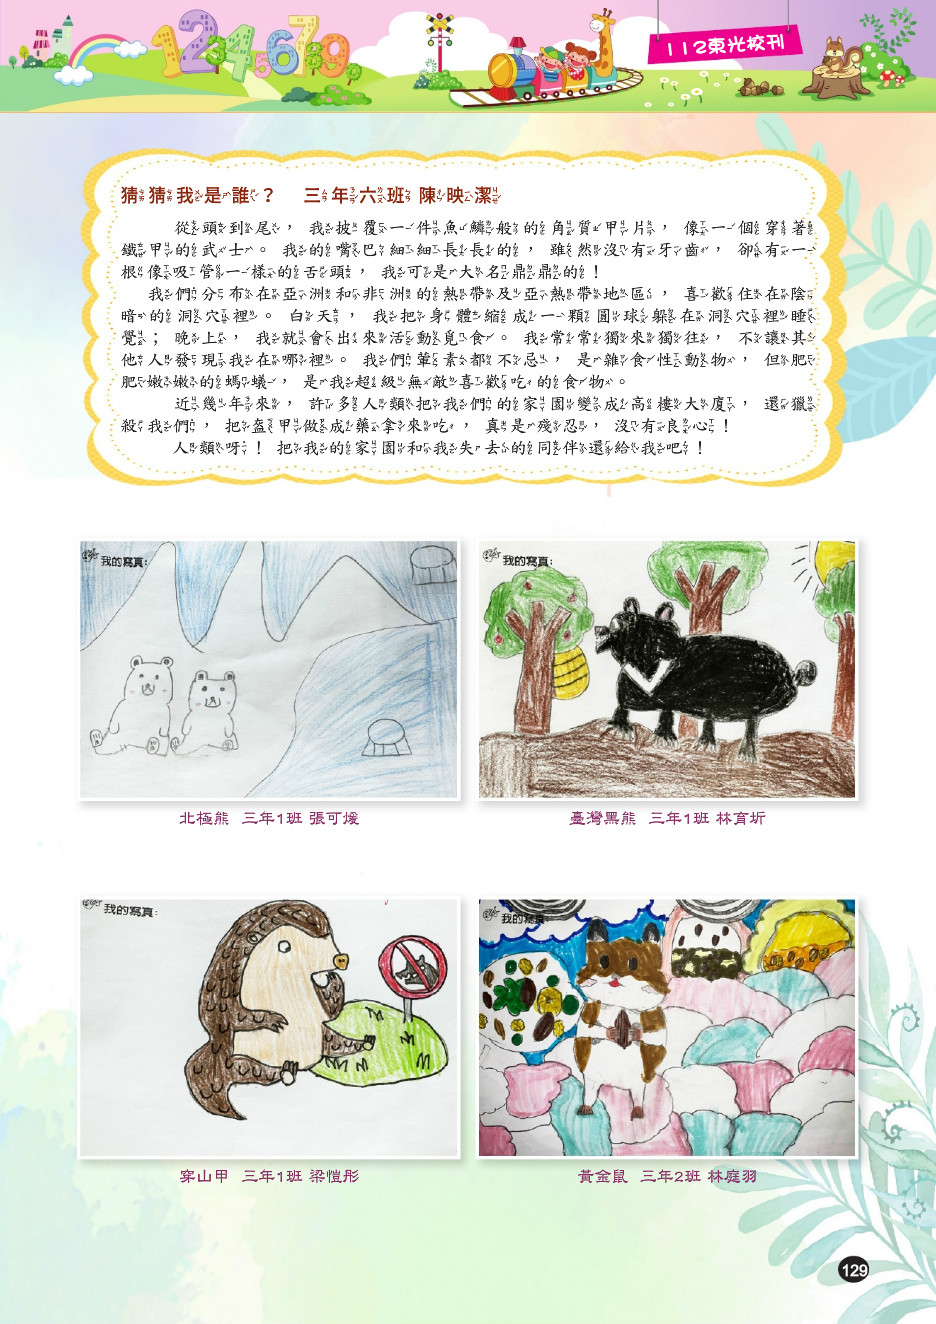 112東光校刊
猜猜我是誰？ 三年六班 陳映潔
從頭到尾，我披覆一件魚鱗般的角質甲片，像一個穿著
鐵甲的武士。我的嘴巴細細長長的，雖然沒有牙齒，卻有一
根像吸管一樣的舌頭，我可是大名鼎鼎的！
我們分布在亞洲和非洲的熱帶及亞熱帶地區，喜歡住在陰
暗的洞穴裡。白天，我把身體縮成一顆圓球躲在洞穴裡睡
覺；晚上，我就會出來活動覓食。我常常獨來獨往，不讓其
他人發現我在哪裡。我們葷素都不忌，是雜食性動物，但肥
肥嫩嫩的螞蟻，是我超級無敵喜歡吃的食物。
近幾年來，許多人類把我們的家園變成高樓大廈，還獵
殺我們，把盔甲做成藥拿來吃，真是殘忍，沒有良心！
人類呀！把我的家園和我失去的同伴還給我吧！
我的寫真：
我的寫真：
北極熊 三年1班 張可煖
臺灣黑熊 三年1班 林育圻
我的寫真：
我的寫真：
穿山甲 三年1班 梁愷彤
黃金鼠 三年2班 林庭羽
129